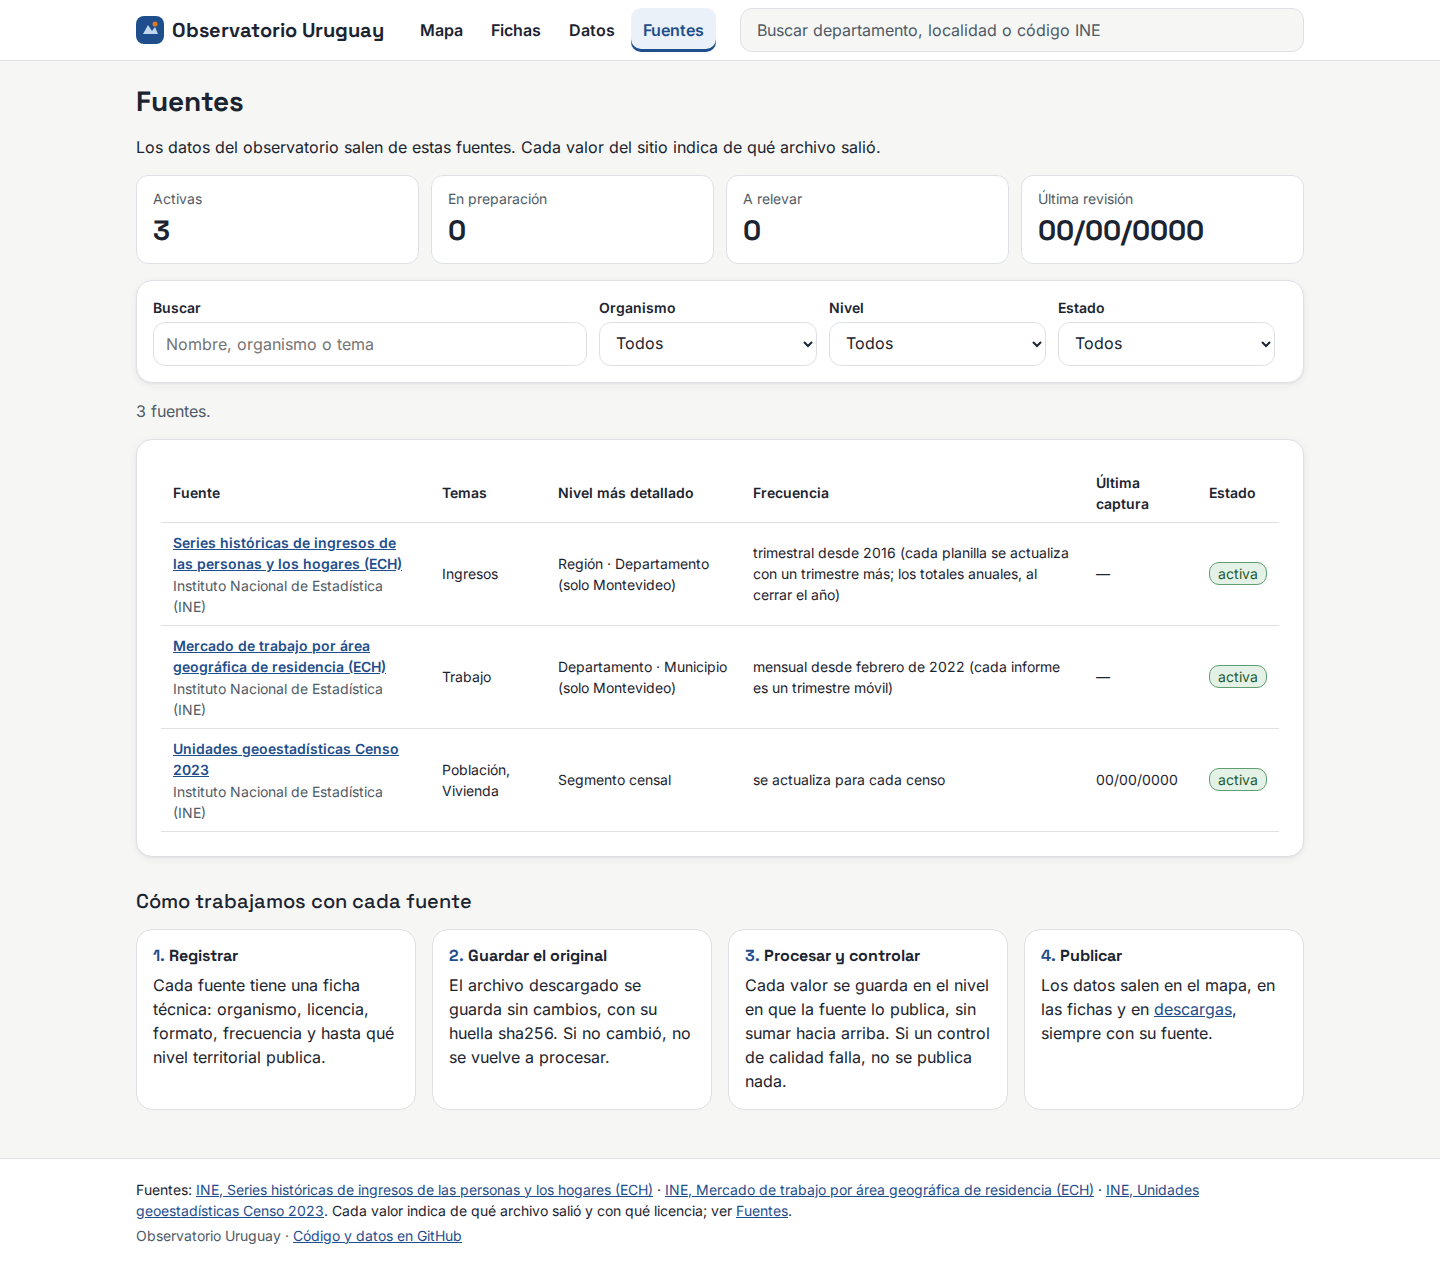 Observatorio Uruguay
Mapa
Fichas
Datos
Fuentes
Buscar departamento, localidad o código INE
Fuentes
Los datos del observatorio salen de estas fuentes. Cada valor del sitio indica de qué archivo salió.
Activas
3
En preparación
0
A relevar
0
Última revisión
00/00/0000
Buscar
Nombre, organismo o tema
Organismo
Todos
Nivel
Todos
Estado
Todos
3 fuentes.
Fuente
Temas
Nivel más detallado
Frecuencia
Última
captura
Estado
Series históricas de ingresos de
las personas y los hogares (ECH)
Instituto Nacional de Estadística
(INE)
Ingresos
Región · Departamento
(solo Montevideo)
trimestral desde 2016 (cada planilla se actualiza
con un trimestre más; los totales anuales, al
cerrar el año)
—
activa
Mercado de trabajo por área
geográfica de residencia (ECH)
Instituto Nacional de Estadística
(INE)
Trabajo
Departamento · Municipio
(solo Montevideo)
mensual desde febrero de 2022 (cada informe
es un trimestre móvil)
—
activa
Unidades geoestadísticas Censo
2023
Instituto Nacional de Estadística
(INE)
Población,
Vivienda
Segmento censal
se actualiza para cada censo
00/00/0000
activa
Cómo trabajamos con cada fuente
1. Registrar
Cada fuente tiene una ficha
técnica: organismo, licencia,
formato, frecuencia y hasta qué
nivel territorial publica.
2. Guardar el original
El archivo descargado se
guarda sin cambios, con su
huella sha256. Si no cambió, no
se vuelve a procesar.
3. Procesar y controlar
Cada valor se guarda en el nivel
en que la fuente lo publica, sin
sumar hacia arriba. Si un control
de calidad falla, no se publica
nada.
4. Publicar
Los datos salen en el mapa, en
las fichas y en descargas,
siempre con su fuente.
Fuentes: INE, Series históricas de ingresos de las personas y los hogares (ECH) · INE, Mercado de trabajo por área geográfica de residencia (ECH) · INE, Unidades
geoestadísticas Censo 2023. Cada valor indica de qué archivo salió y con qué licencia; ver Fuentes.
Observatorio Uruguay · Código y datos en GitHub